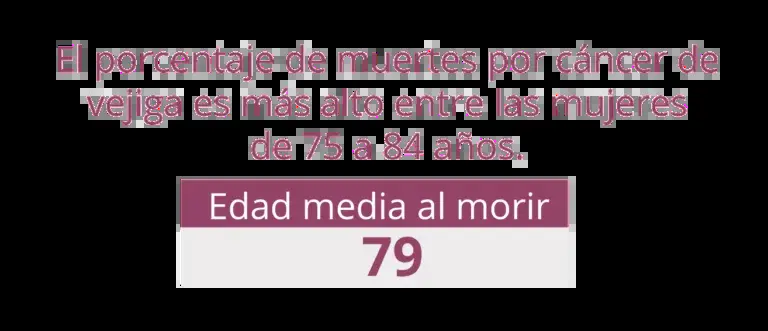 El porcentaje de muertes por cáncer de
vejiga es más alto entre las mujeres
de 75 a 84 años.
Edad media al morir
79